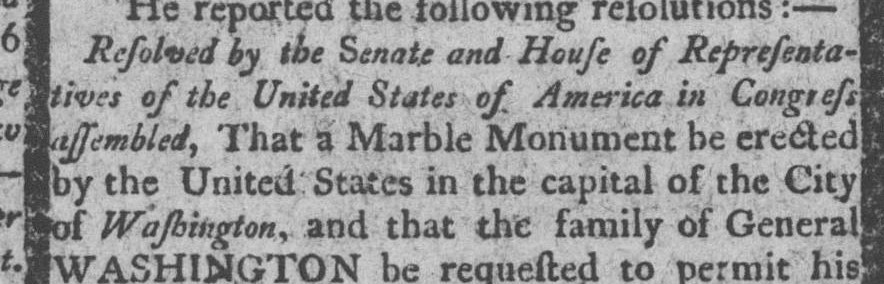 He reported the following reſolutions:—
Reſolved by the Senate and Houſe of Repreſenta-
tives of the United States of America in Congreſs
aſſembled, That a Marble Monument be erected
by the United States in the capital of the City
of Waſhington, and that the family of General
WASHINGTON be requeſted to permit his